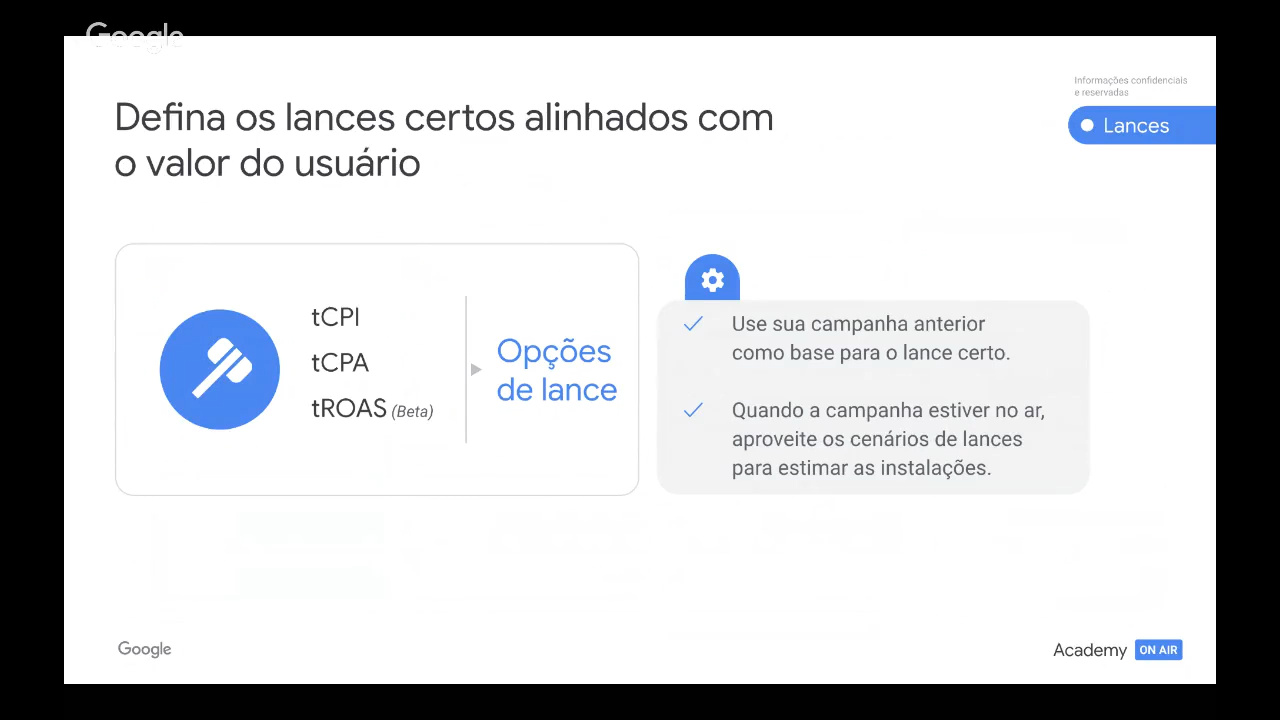 Google
Informações confidenciais
e reservadas
Lances
Defina os lances certos alinhados com
o valor do usuário
tCPI
tCPA
tROAS (Beta)
Opções
de lance
Use sua campanha anterior
como base para o lance certo.
Quando a campanha estiver no ar,
aproveite os cenários de lances
para estimar as instalações.
Google
Academy ON AIR